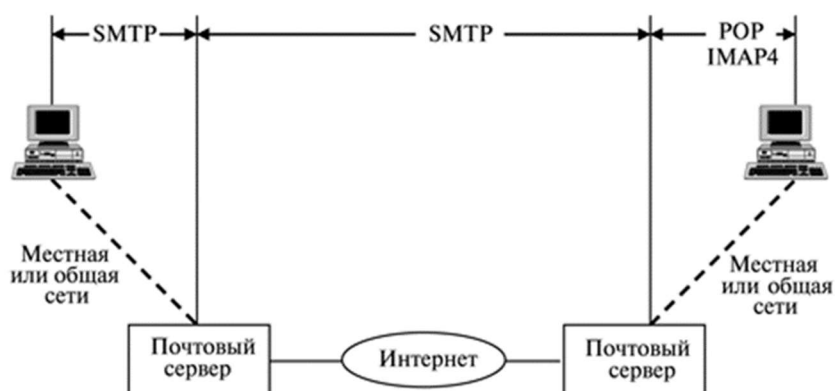 SMTP
SMTP
POP
IMAP4
Местная
или общая
сети
Местная
или общая
сети
Почтовый
сервер
Интернет
Почтовый
сервер